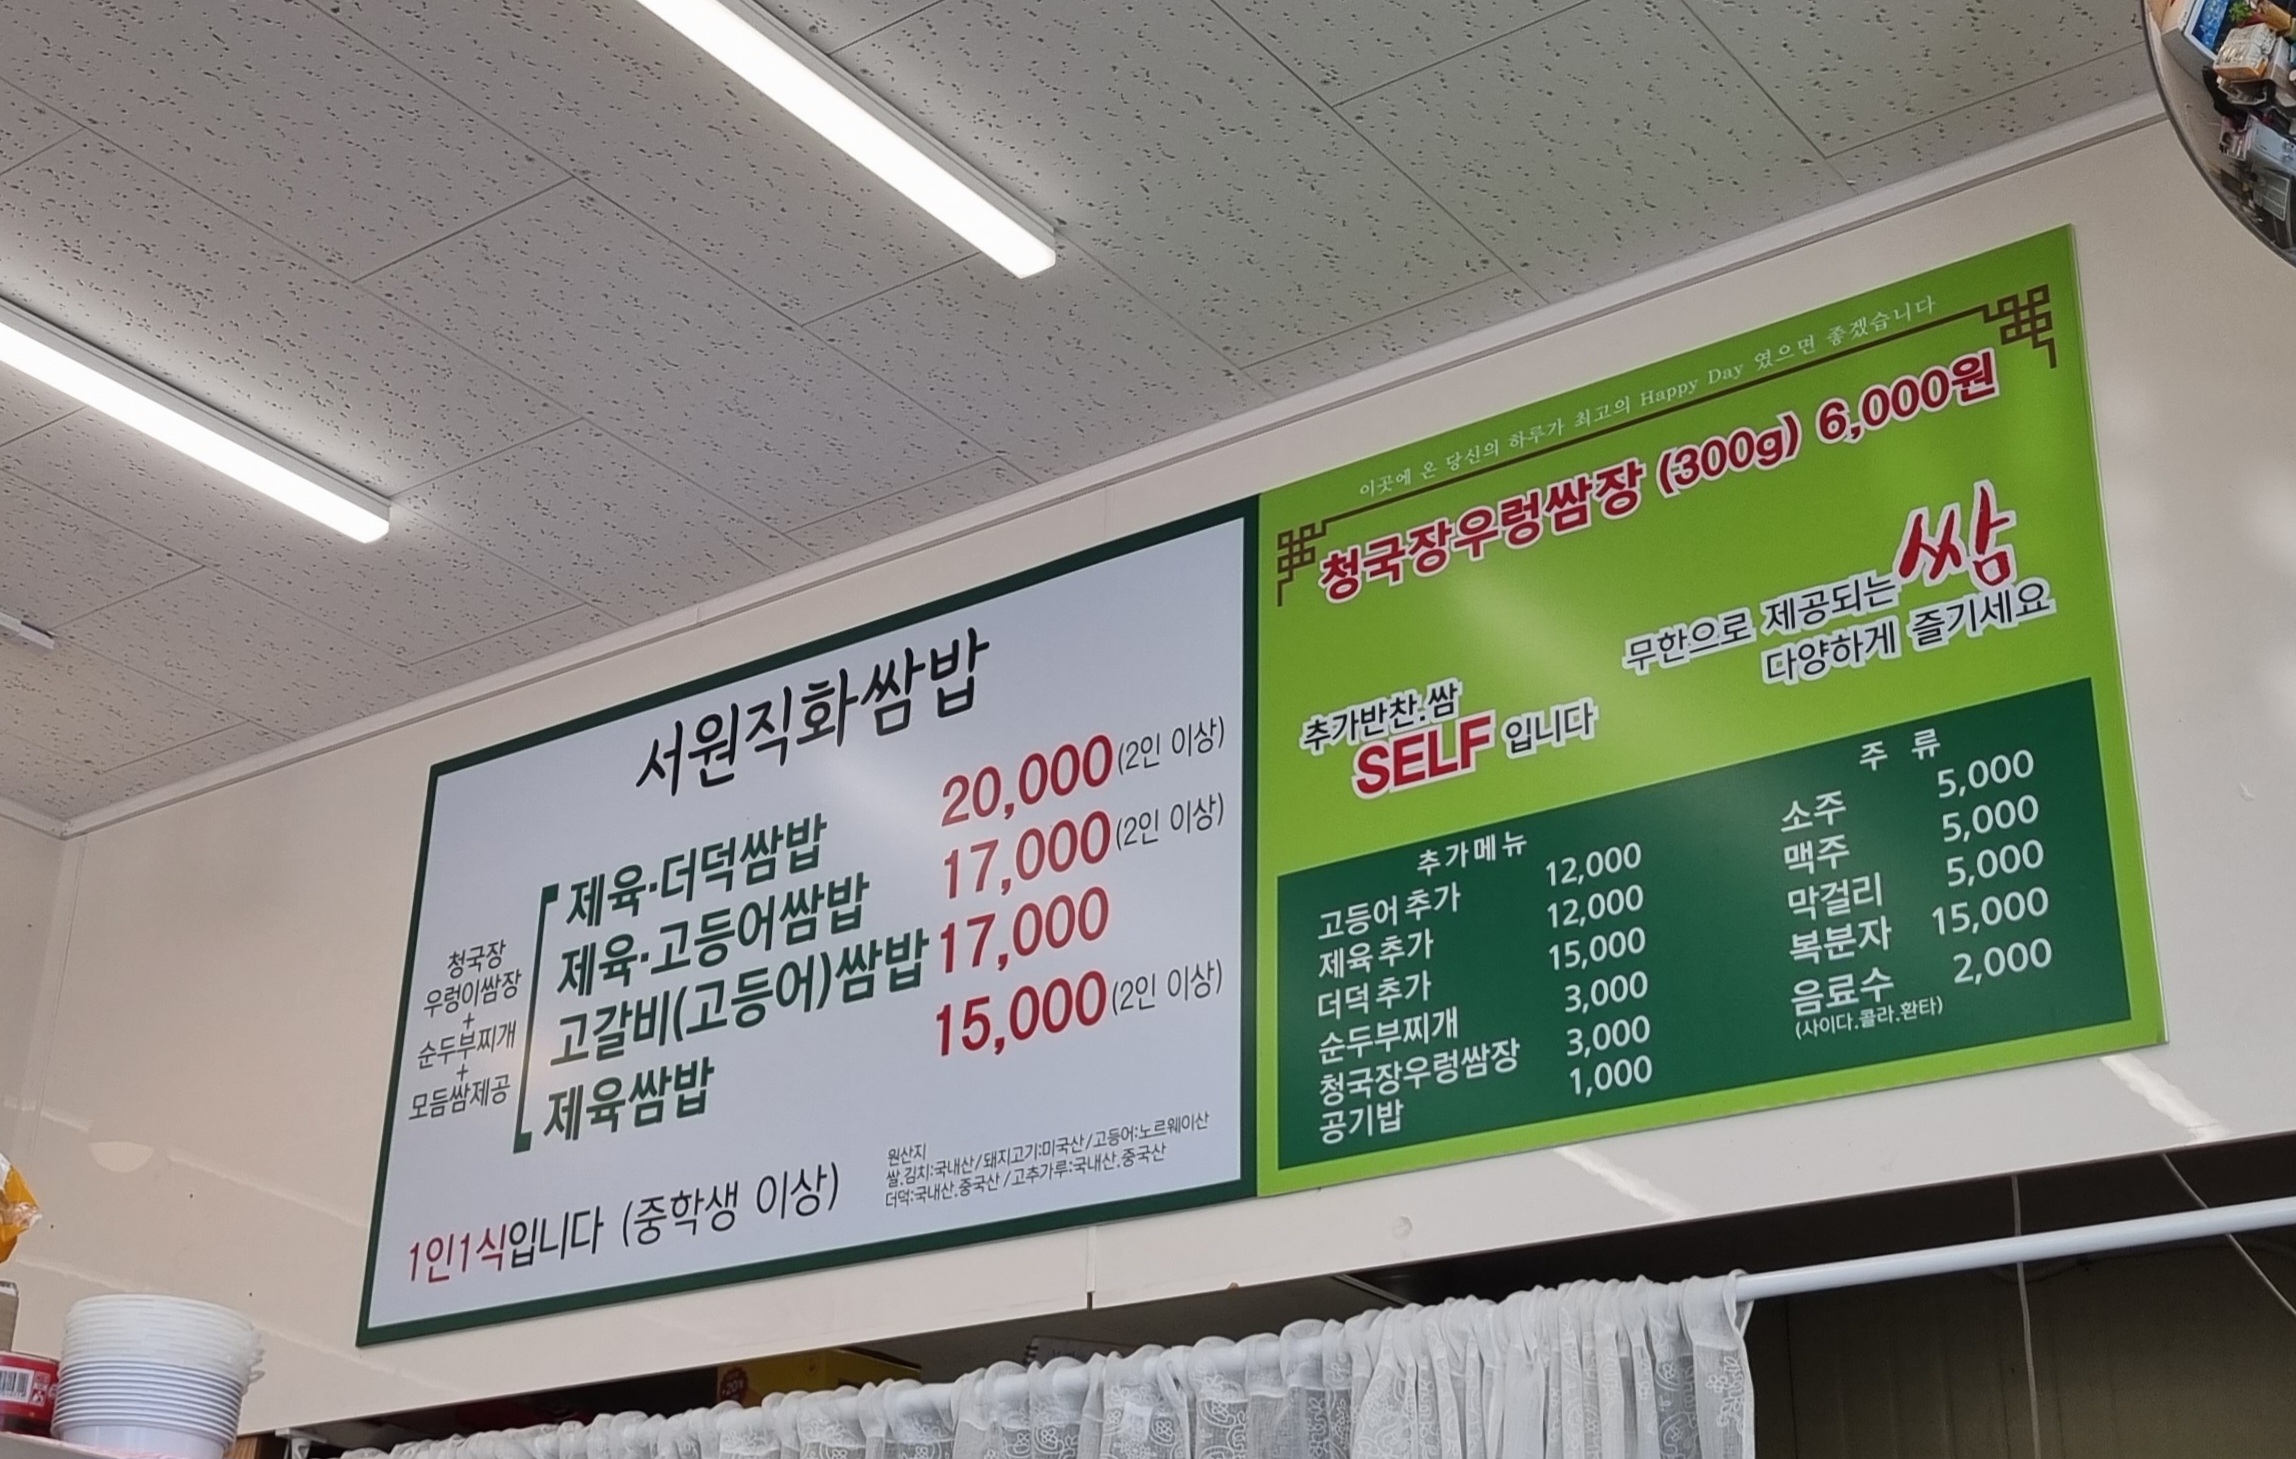 서원직화쌈밥
청국장
우렁이쌈장
+
순두부찌개
+
모듬쌈제공
제육·더덕쌈밥 20,000(2인 이상)
제육·고등어쌈밥 17,000(2인 이상)
고갈비(고등어)쌈밥 17,000
제육쌈밥 15,000(2인 이상)
1인1식입니다 (중학생 이상)
원산지
쌀.김치:국내산/돼지고기:미국산/고등어:노르웨이산
더덕:국내산.중국산/고추가루:국내산.중국산
이곳에 온 당신의 하루가 최고의 Happy Day 였으면 좋겠습니다
청국장우렁쌈장 (300g) 6,000원
무한으로 제공되는 쌈
다양하게 즐기세요
추가반찬.쌈
SELF 입니다
추가메뉴
고등어 추가 12,000
제육 추가 12,000
더덕 추가 15,000
순두부찌개 3,000
청국장우렁쌈장 3,000
공기밥 1,000
주 류
소주 5,000
맥주 5,000
막걸리 5,000
복분자 15,000
음료수 2,000
(사이다.콜라.환타)